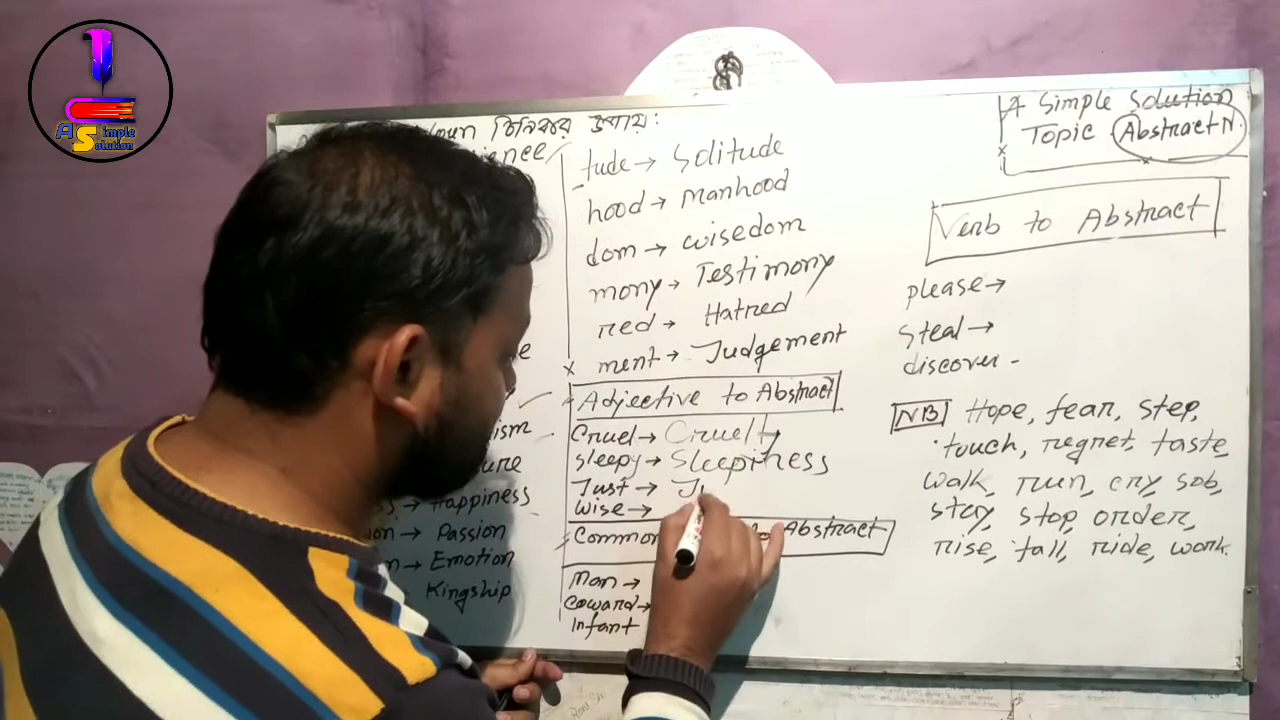 A Simple Solution
Noun চিনিবার উপায়:
ience
ism
ure
→ Happiness
ion → Passion
→ Emotion
Kingship
tude → Solitude
hood → Manhood
dom → wisedom
mony → Testimony
red → Hatred
ment → Judgement
Adjective to Abstract
Cruel → Cruelty
Sleepy → Sleepiness
Just → Ju
Wise →
Common Abstract
Man →
Coward →
Infant
A Simple Solution
Topic Abstract N.
Verb to Abstract
please →
Steal →
discover -
NB Hope, fear, step,
touch, regret, taste,
walk, run, cry, sob,
stay, stop, order,
rise, fall, ride, work.